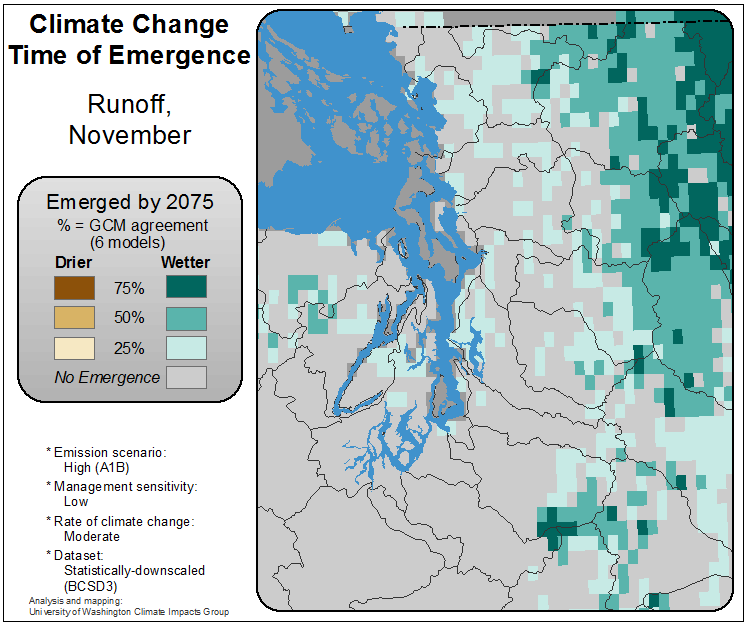 Climate Change
Time of Emergence
Runoff,
November
Emerged by 2075
% = GCM agreement
(6 models)
Drier Wetter
75%
50%
25%
No Emergence
* Emission scenario:
High (A1B)
* Management sensitivity:
Low
* Rate of climate change:
Moderate
* Dataset:
Statistically-downscaled
(BCSD3)
Analysis and mapping:
University of Washington Climate Impacts Group